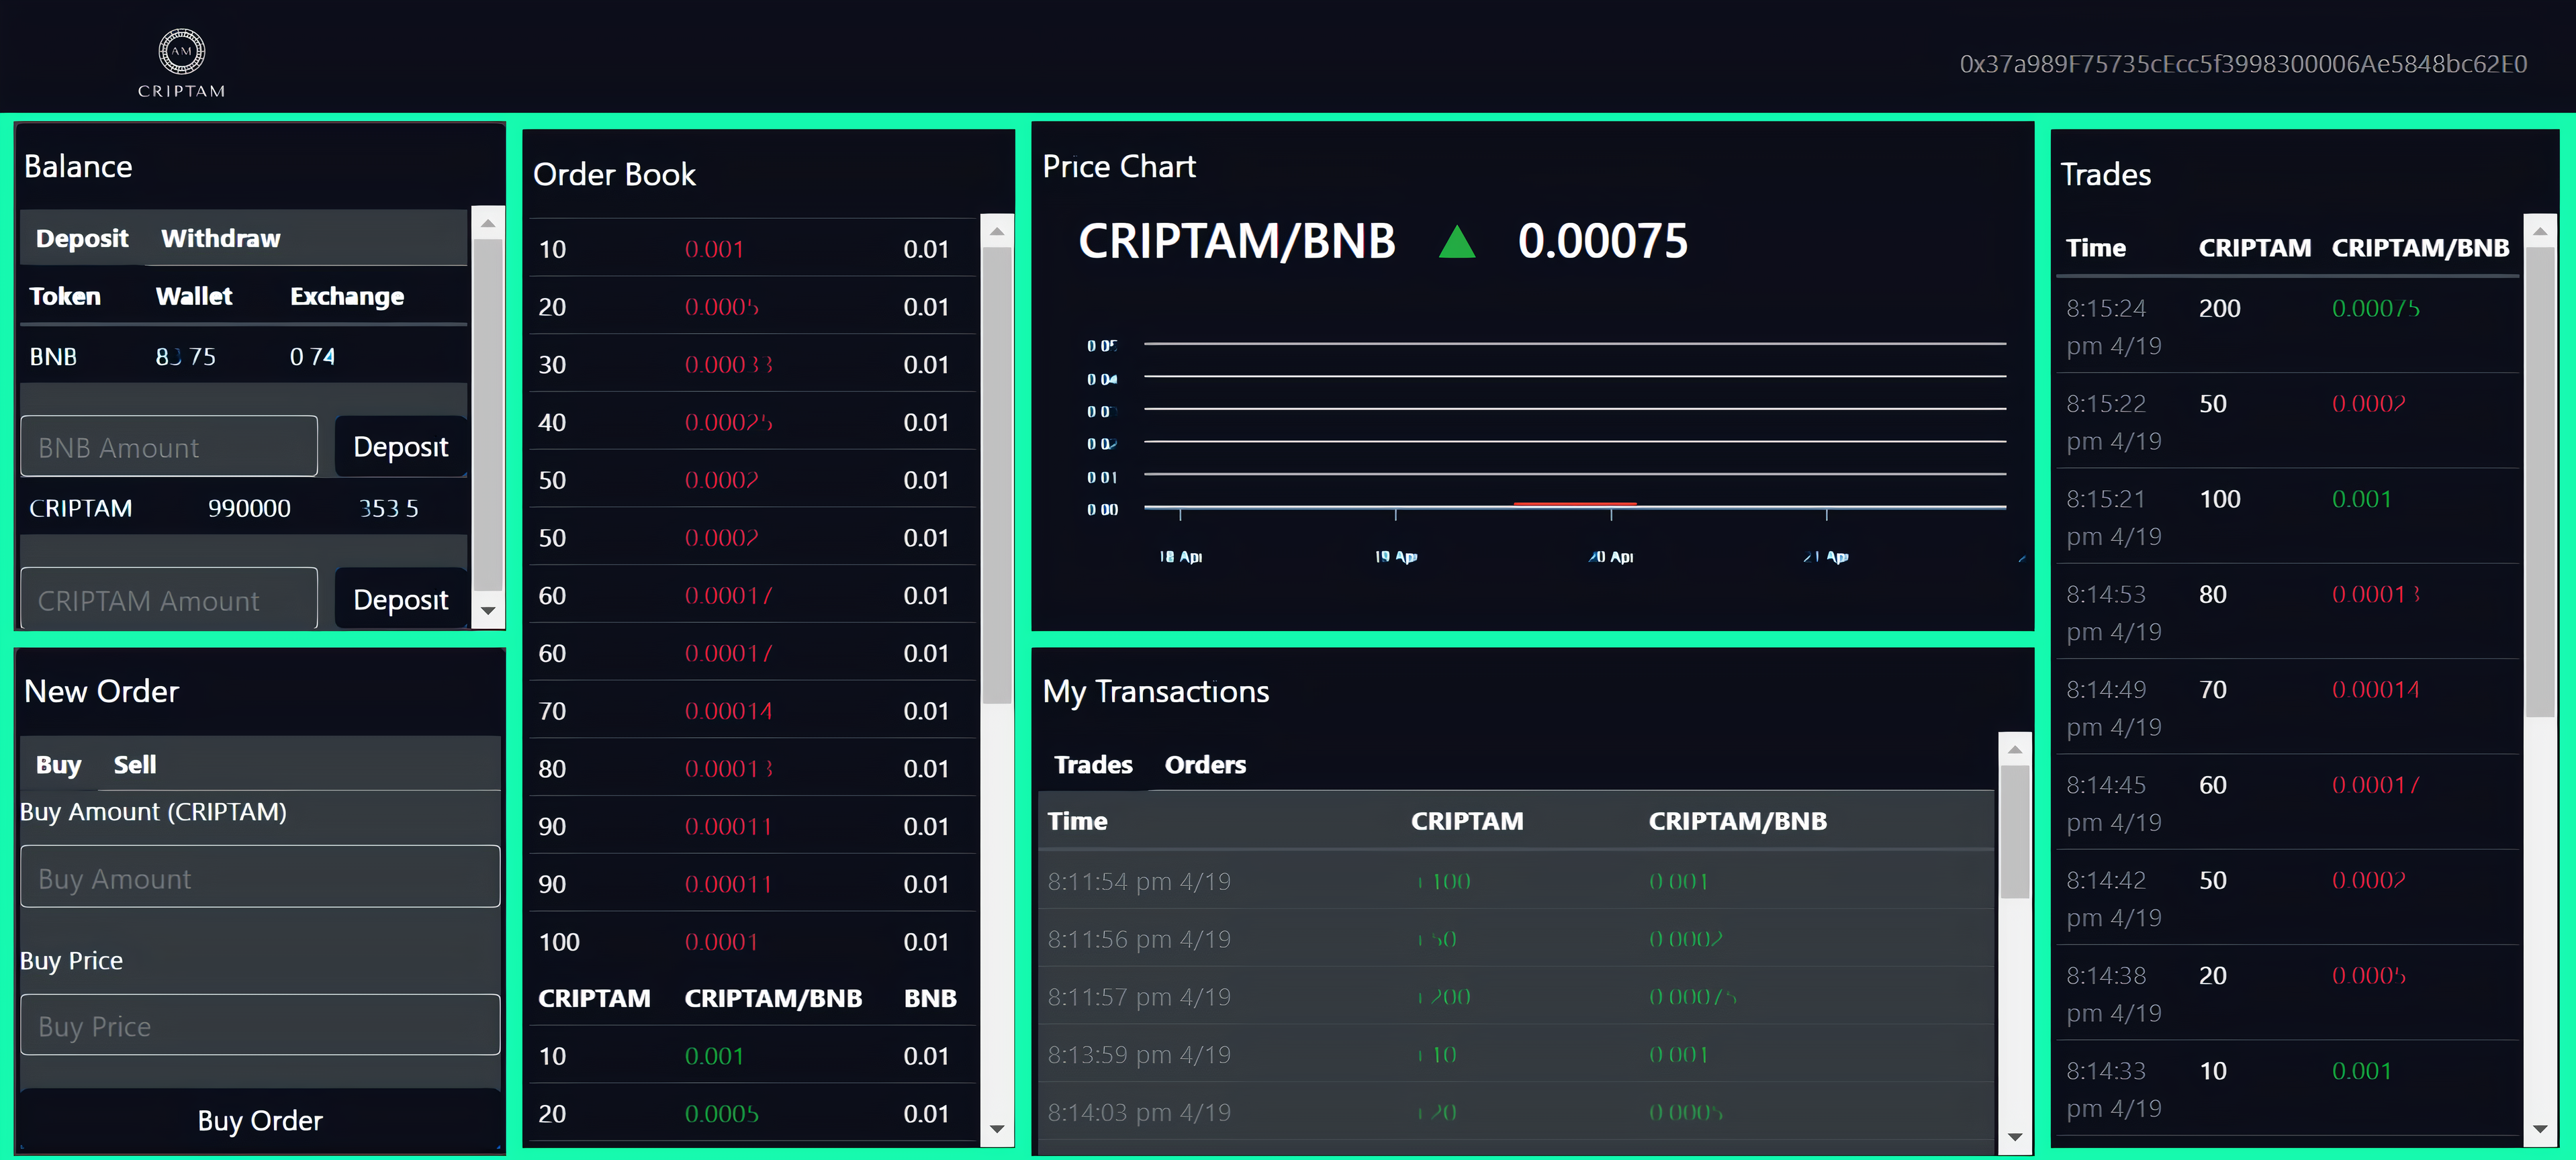 AM
CRIPTAM
0x37a989F75735cEcc5f3998300006Ae5848bc62E0
Balance
Deposit Withdraw
Token Wallet Exchange
BNB 0.74
BNB Amount Deposit
CRIPTAM 990000 353.5
CRIPTAM Amount Deposit
New Order
Buy Sell
Buy Amount (CRIPTAM)
Buy Amount
Buy Price
Buy Price
Buy Order
Order Book
10 0.001 0.01
20 0.0005 0.01
30 0.00033 0.01
40 0.00025 0.01
50 0.0002 0.01
50 0.0002 0.01
60 0.00017 0.01
60 0.00017 0.01
70 0.00014 0.01
80 0.00013 0.01
90 0.00011 0.01
90 0.00011 0.01
100 0.0001 0.01
CRIPTAM CRIPTAM/BNB BNB
10 0.001 0.01
20 0.0005 0.01
Price Chart
CRIPTAM/BNB ▲ 0.00075
0.05
0.04
0.02
0.01
0.00
18 Apr 19 Apr 20 Apr 21 Apr
My Transactions
Trades Orders
Time CRIPTAM CRIPTAM/BNB
8:11:54 pm 4/19 +100 0.001
8:11:56 pm 4/19 +50 0.0002
8:11:57 pm 4/19 +200 0.00075
8:13:59 pm 4/19 +10 0.001
8:14:03 pm 4/19 +20 0.0005
Trades
Time CRIPTAM CRIPTAM/BNB
8:15:24 200 0.00075
pm 4/19
8:15:22 50 0.0002
pm 4/19
8:15:21 100 0.001
pm 4/19
8:14:53 80 0.00013
pm 4/19
8:14:49 70 0.00014
pm 4/19
8:14:45 60 0.00017
pm 4/19
8:14:42 50 0.0002
pm 4/19
8:14:38 20 0.0005
pm 4/19
8:14:33 10 0.001
pm 4/19